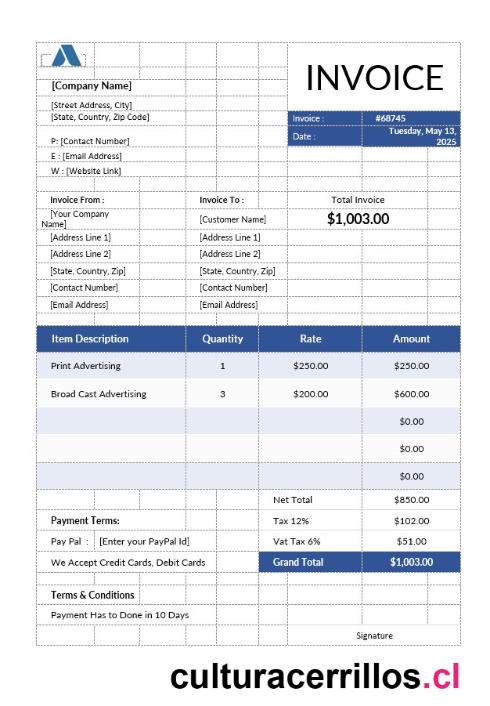 INVOICE
[Company Name]
[Street Address, City]
[State, Country, Zip Code]
Invoice : #68745
Date : Tuesday, May 13, 2025
P: [Contact Number]
E : [Email Address]
W : [Website Link]
Invoice From : Invoice To : Total Invoice
[Your Company Name] [Customer Name] $1,003.00
[Address Line 1] [Address Line 1]
[Address Line 2] [Address Line 2]
[State, Country, Zip] [State, Country, Zip]
[Contact Number] [Contact Number]
[Email Address] [Email Address]
Item Description Quantity Rate Amount
Print Advertising 1 $250.00 $250.00
Broad Cast Advertising 3 $200.00 $600.00
$0.00
$0.00
$0.00
Net Total $850.00
Payment Terms: Tax 12% $102.00
Pay Pal : [Enter your PayPal Id] Vat Tax 6% $51.00
We Accept Credit Cards, Debit Cards Grand Total $1,003.00
Terms & Conditions
Payment Has to Done in 10 Days
Signature
culturacerrillos.cl